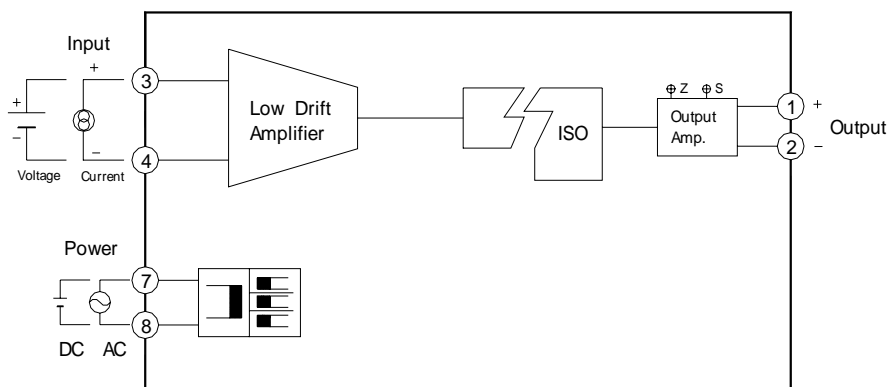 Input
+
3
+
Low Drift
Amplifier
−
−
4
Voltage
Current
ISO
Z
S
Output
Amp.
1
+
Output
2
−
Power
7
8
DC
AC